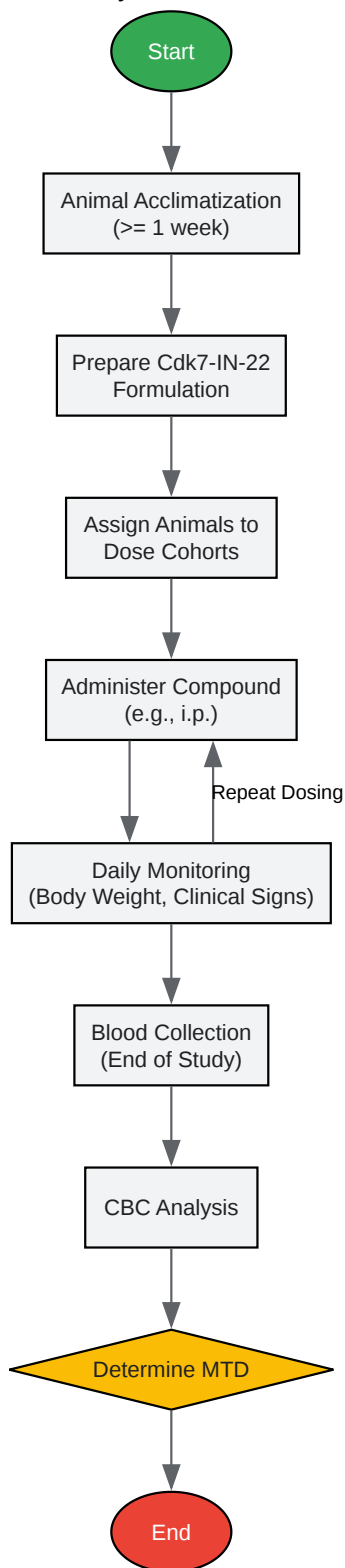 Start
Animal Acclimatization
(>= 1 week)
Prepare Cdk7-IN-22
Formulation
Assign Animals to
Dose Cohorts
Administer Compound
(e.g., i.p.)
Repeat Dosing
Daily Monitoring
(Body Weight, Clinical Signs)
Blood Collection
(End of Study)
CBC Analysis
Determine MTD
End